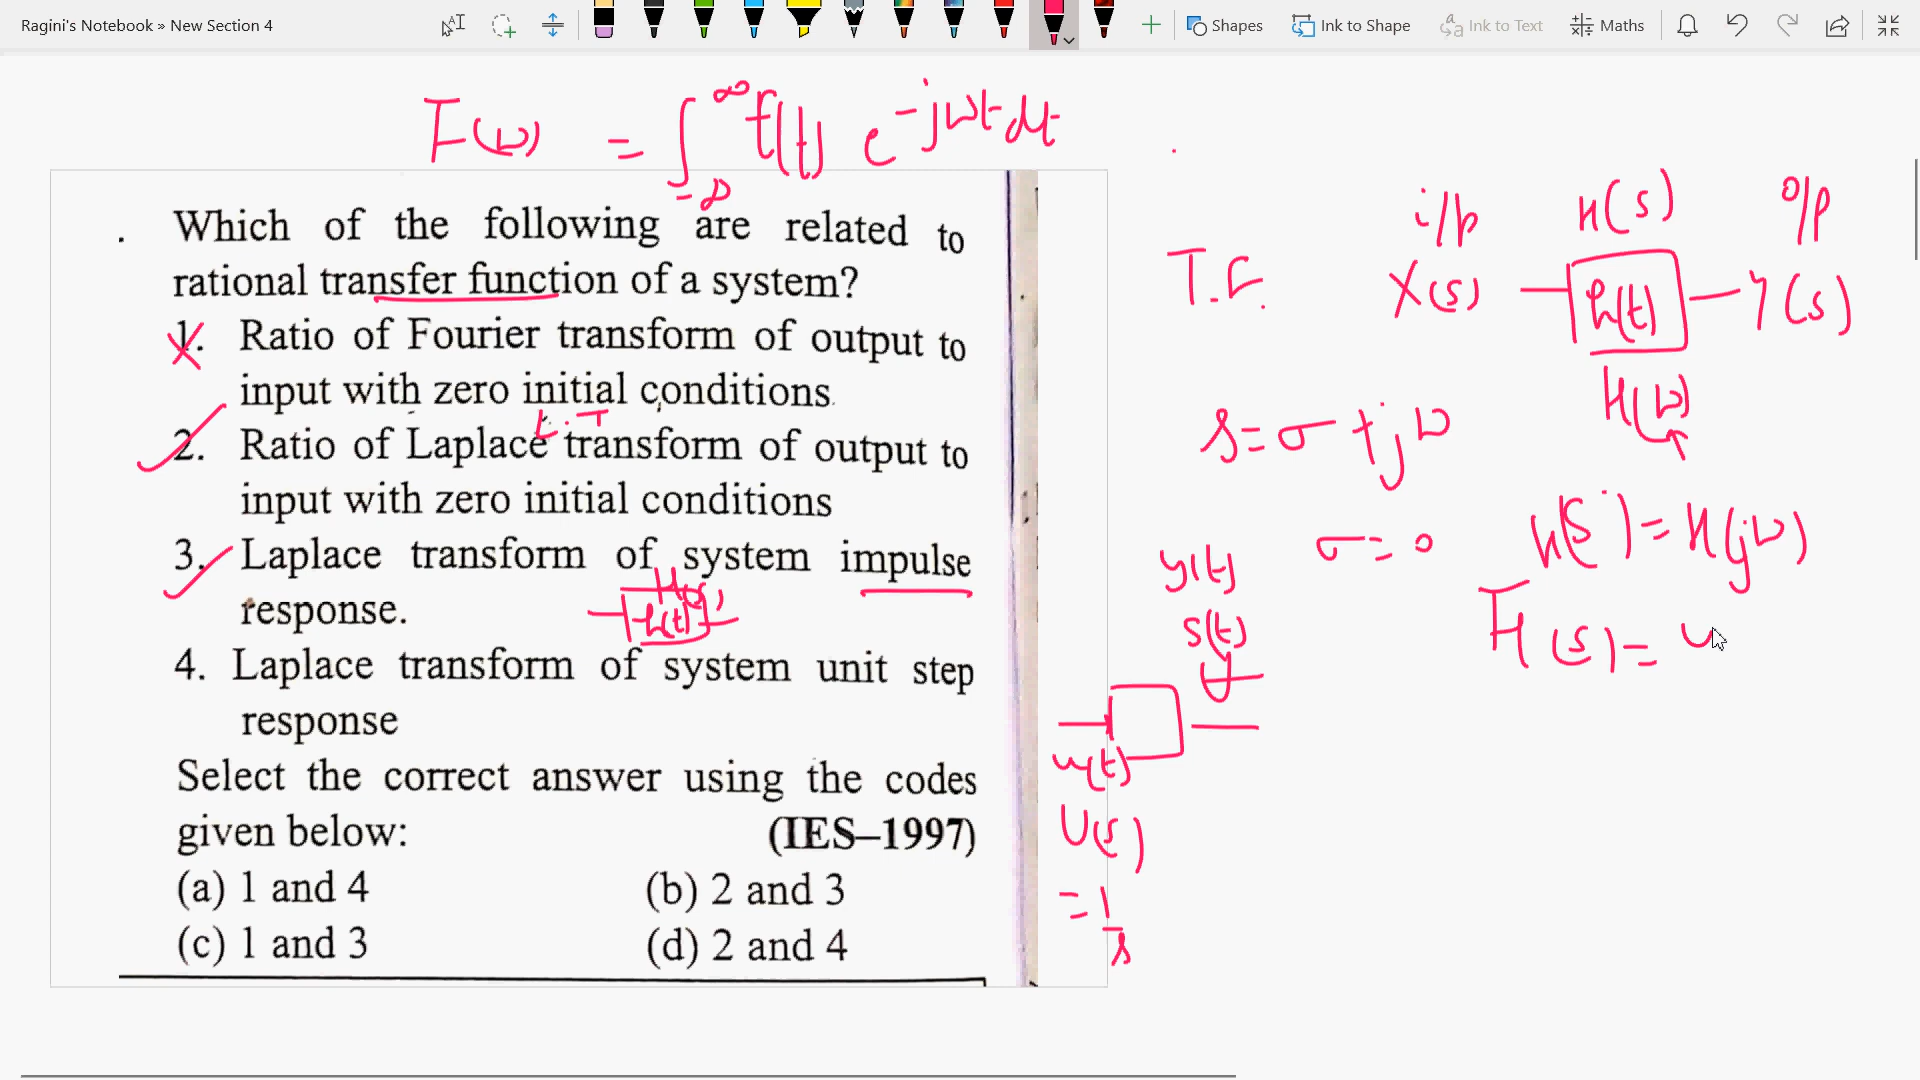 Ragini's Notebook » New Section 4
Shapes
Ink to Shape
Ink to Text
Maths
F(ω) = ∫ ∞ -∞ f(t) e^-jωt dt
. Which of the following are related to
rational transfer function of a system?
1. Ratio of Fourier transform of output to
input with zero initial conditions.
L.T
2. Ratio of Laplace transform of output to
input with zero initial conditions
3. Laplace transform of system impulse
response.
H(s)
h(t)
4. Laplace transform of system unit step
response
Select the correct answer using the codes
given below: (IES–1997)
(a) 1 and 4 (b) 2 and 3
(c) 1 and 3 (d) 2 and 4
i/p H(s) o/p
T.F. X(s) h(t) Y(s)
H(ω)
s = σ + jω
σ = 0 H(s) = H(jω)
y(t)
s(t)
H(s) =
u(t)
U(s)
= 1/s